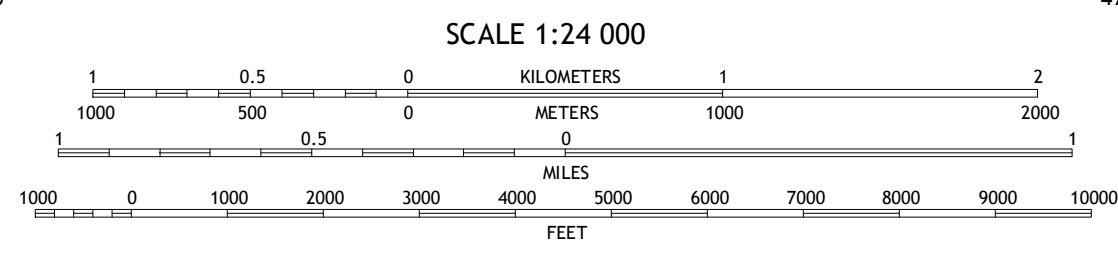 SCALE 1:24 000
1 0.5 0 KILOMETERS 1 2
1000 500 0 METERS 1000 2000
1 0.5 0 1
MILES
1000 0 1000 2000 3000 4000 5000 6000 7000 8000 9000 10000
FEET